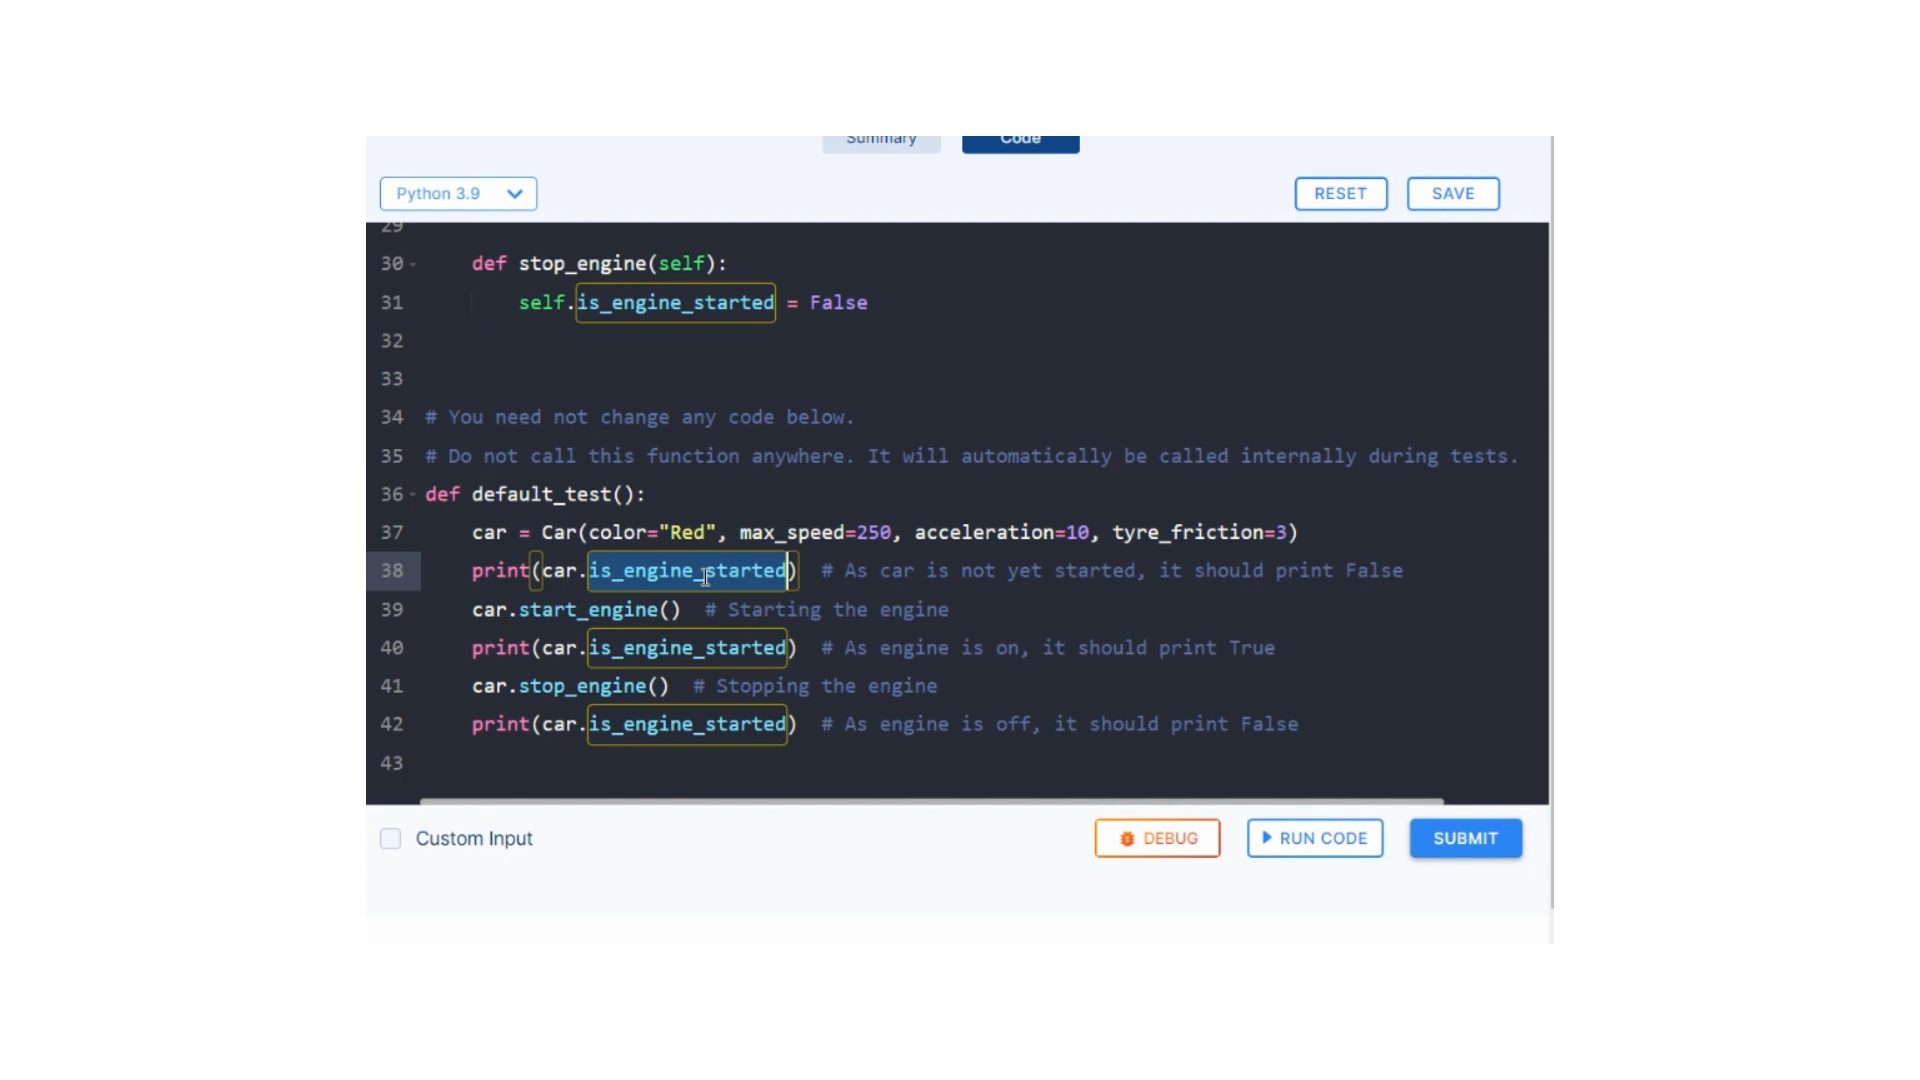 Summary Code
Python 3.9 RESET SAVE
29
30 def stop_engine(self):
31 self.is_engine_started = False
32
33
34 # You need not change any code below.
35 # Do not call this function anywhere. It will automatically be called internally during tests.
36 def default_test():
37 car = Car(color="Red", max_speed=250, acceleration=10, tyre_friction=3)
38 print(car.is_engine_started) # As car is not yet started, it should print False
39 car.start_engine() # Starting the engine
40 print(car.is_engine_started) # As engine is on, it should print True
41 car.stop_engine() # Stopping the engine
42 print(car.is_engine_started) # As engine is off, it should print False
43
Custom Input DEBUG RUN CODE SUBMIT